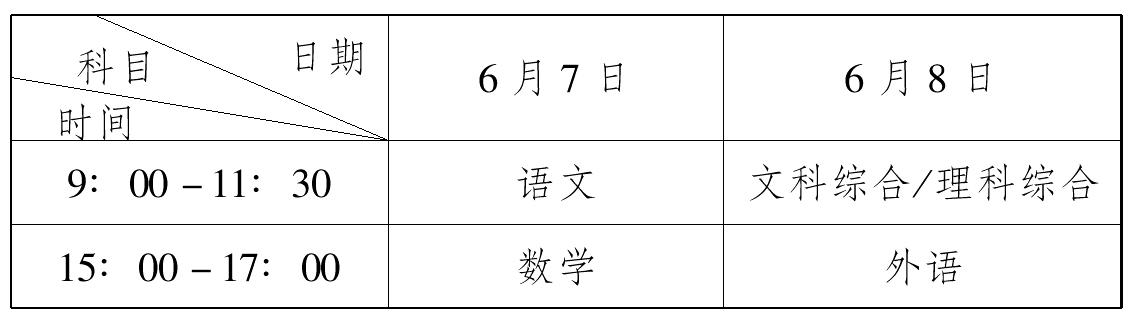 科目 日期
时间
6 月 7 日
6 月 8 日
9：00-11：30
语文
文科综合/理科综合
15：00-17：00
数学
外语